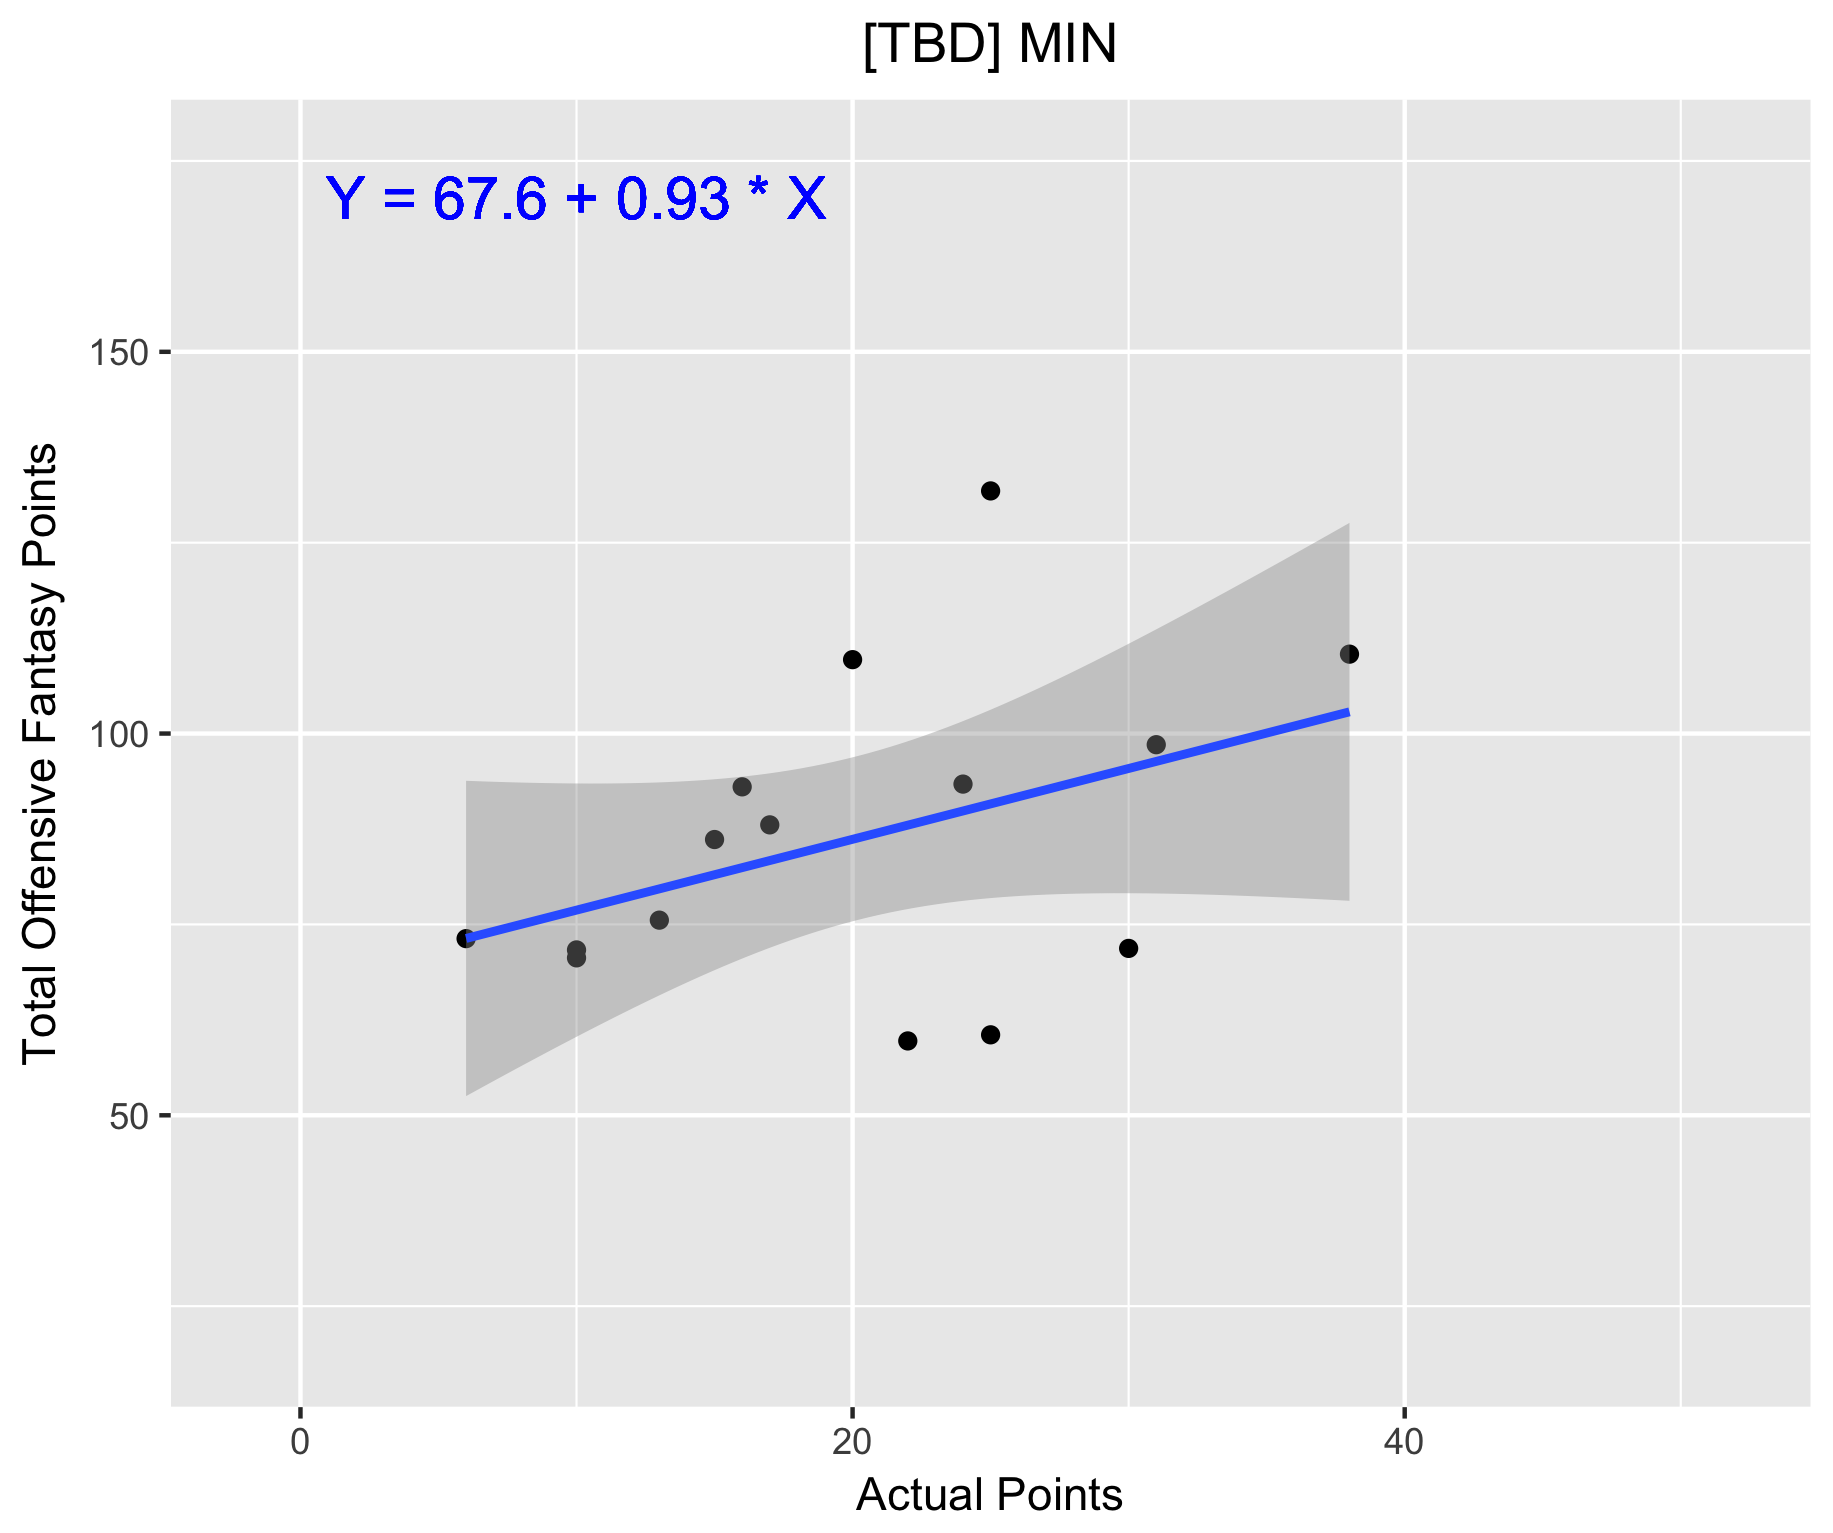 [TBD] MIN
Y = 67.6 + 0.93 * X
150
100
50
Total Offensive Fantasy Points
0 20 40
Actual Points